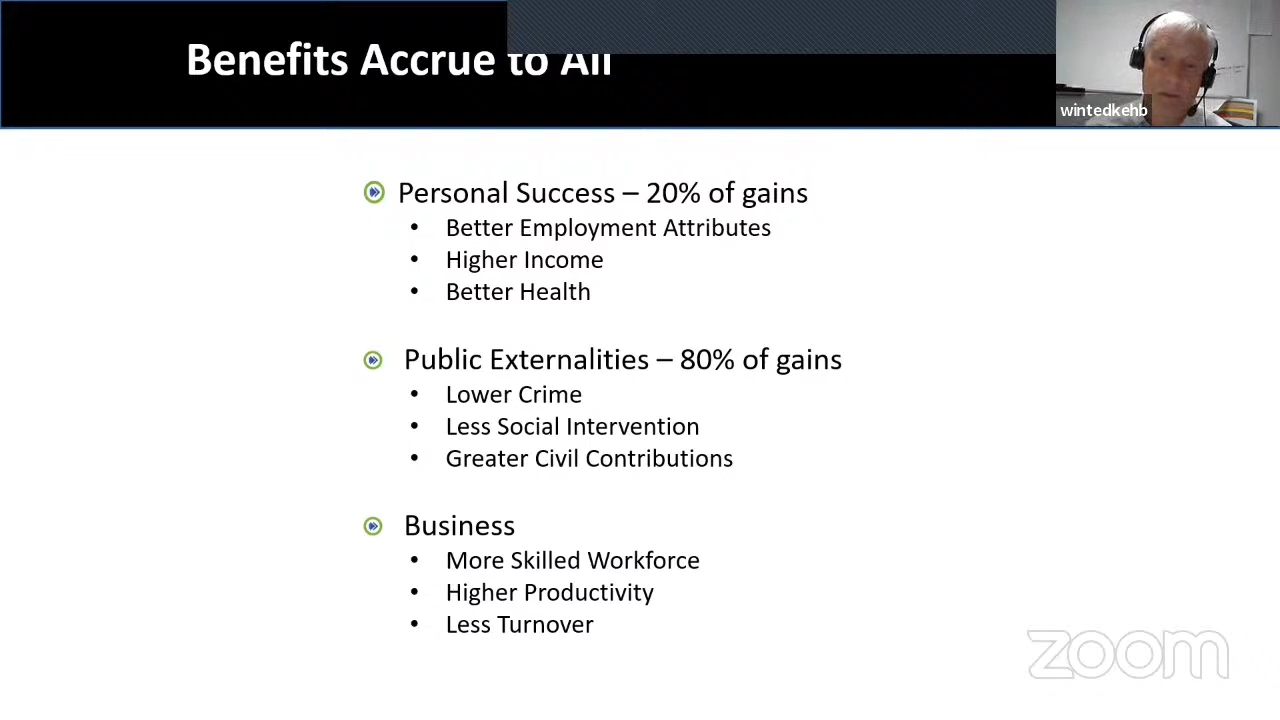 Benefits Accrue to All
wintedkehb
Personal Success – 20% of gains
• Better Employment Attributes
• Higher Income
• Better Health
Public Externalities – 80% of gains
• Lower Crime
• Less Social Intervention
• Greater Civil Contributions
Business
• More Skilled Workforce
• Higher Productivity
• Less Turnover
zoom